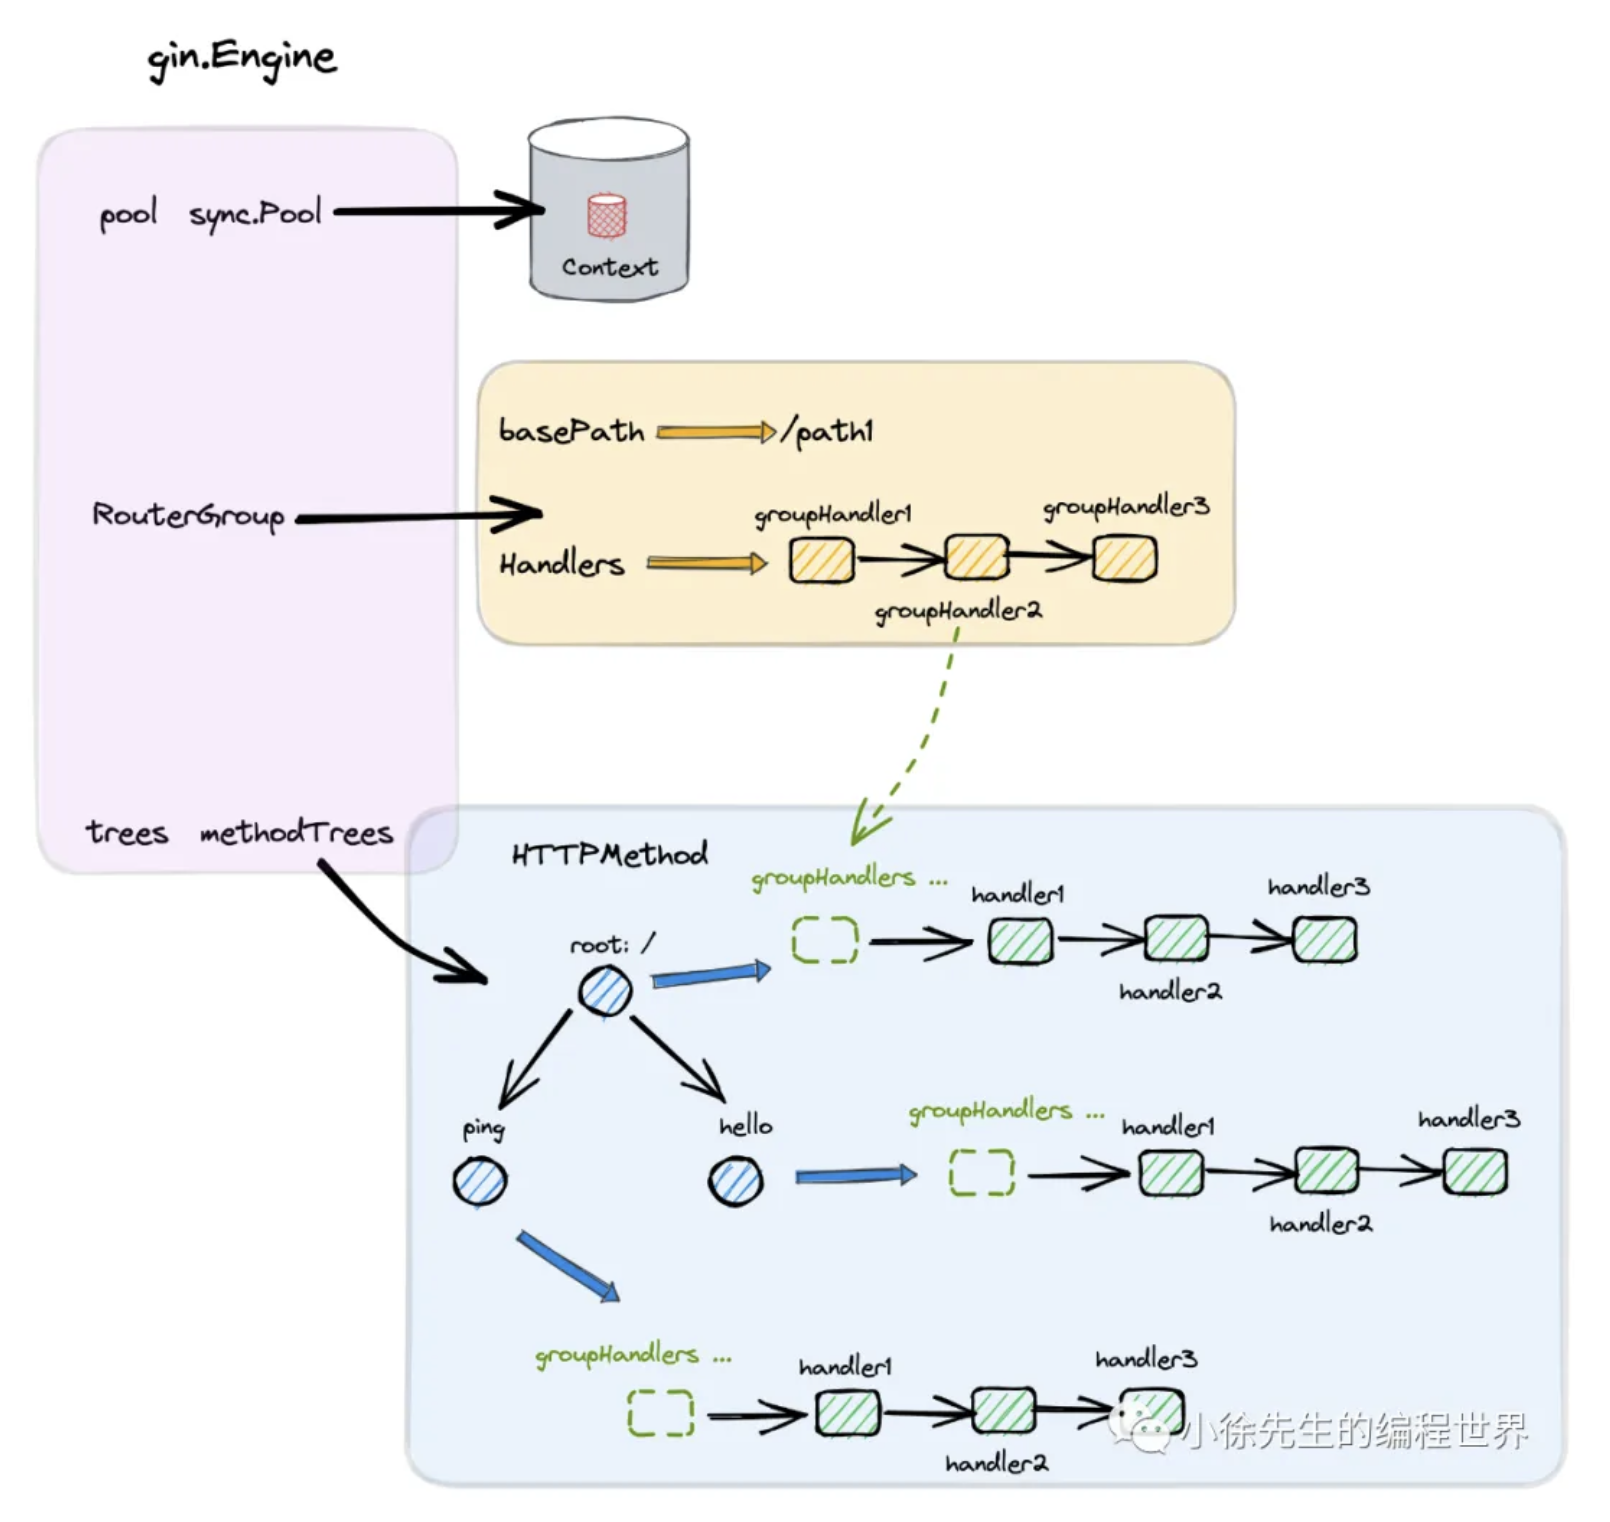 gin.Engine
pool sync.Pool
Context
basePath /path1
RouterGroup
groupHandler1
groupHandler3
Handlers
groupHandler2
trees methodTrees
HTTPMethod
groupHandlers ...
handler1
handler3
root: /
handler2
ping
hello
groupHandlers ...
handler1
handler3
handler2
groupHandlers ...
handler1
handler3
handler2
小徐先生的编程世界